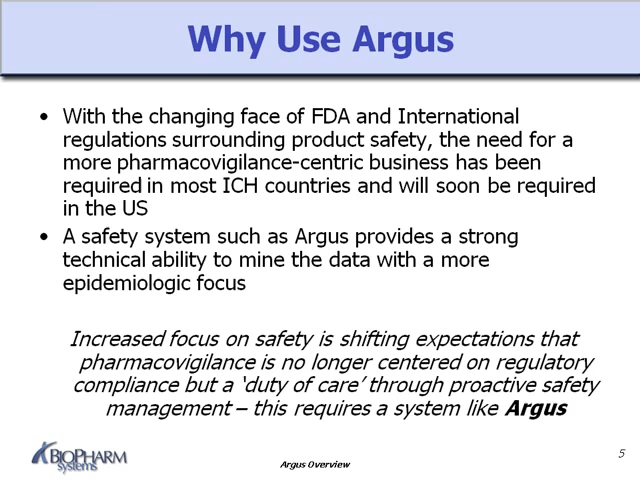 Why Use Argus
• With the changing face of FDA and International
regulations surrounding product safety, the need for a
more pharmacovigilance-centric business has been
required in most ICH countries and will soon be required
in the US
• A safety system such as Argus provides a strong
technical ability to mine the data with a more
epidemiologic focus
Increased focus on safety is shifting expectations that
pharmacovigilance is no longer centered on regulatory
compliance but a ‘duty of care’ through proactive safety
management – this requires a system like Argus
BIOPHARM
systems
Argus Overview
5